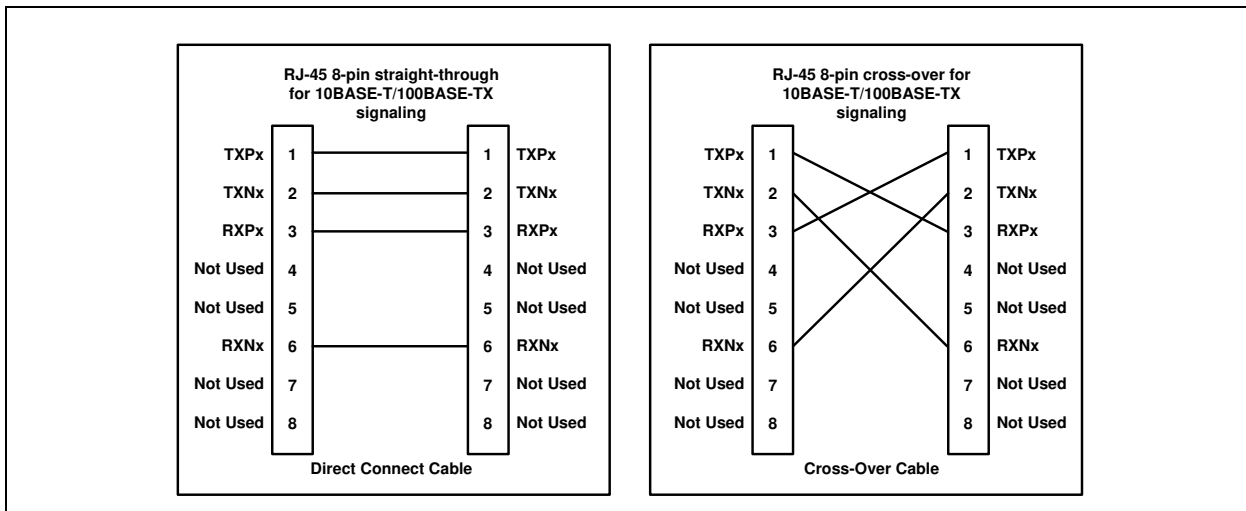 RJ-45 8-pin straight-through
for 10BASE-T/100BASE-TX
signaling
TXPx 1 1 TXPx
TXNx 2 2 TXNx
RXPx 3 3 RXPx
Not Used 4 4 Not Used
Not Used 5 5 Not Used
RXNx 6 6 RXNx
Not Used 7 7 Not Used
Not Used 8 8 Not Used
Direct Connect Cable
RJ-45 8-pin cross-over for
10BASE-T/100BASE-TX
signaling
TXPx 1 1 TXPx
TXNx 2 2 TXNx
RXPx 3 3 RXPx
Not Used 4 4 Not Used
Not Used 5 5 Not Used
RXNx 6 6 RXNx
Not Used 7 7 Not Used
Not Used 8 8 Not Used
Cross-Over Cable